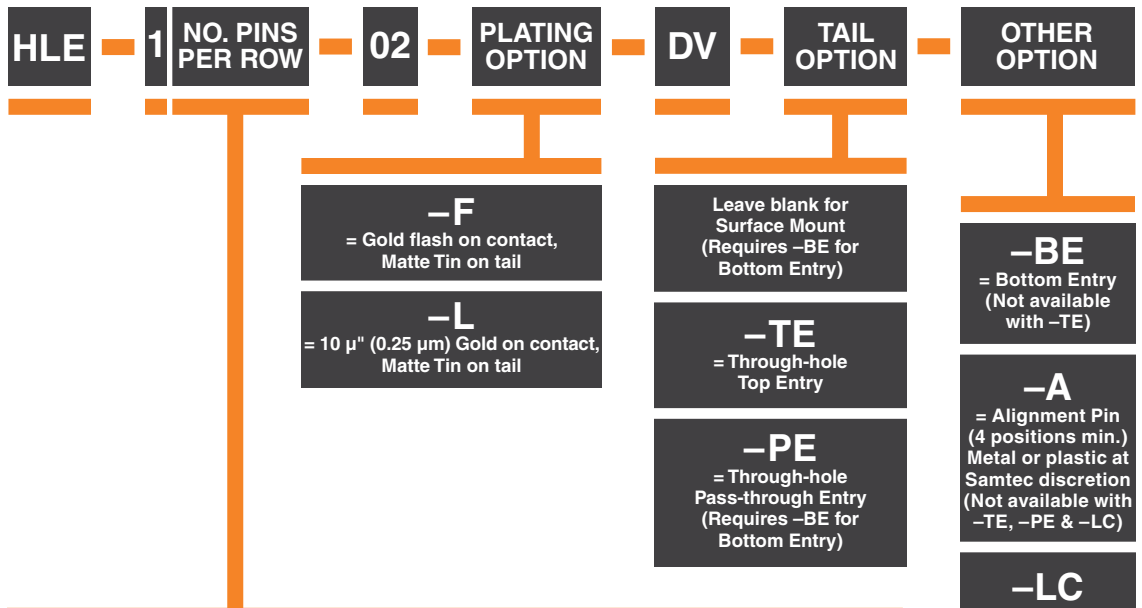 HLE
1
NO. PINS
PER ROW
02
PLATING
OPTION
DV
TAIL
OPTION
OTHER
OPTION
–F
= Gold flash on contact,
Matte Tin on tail
–L
= 10 µ" (0.25 µm) Gold on contact,
Matte Tin on tail
Leave blank for
Surface Mount
(Requires –BE for
Bottom Entry)
–TE
= Through-hole
Top Entry
–PE
= Through-hole
Pass-through Entry
(Requires –BE for
Bottom Entry)
–BE
= Bottom Entry
(Not available
with –TE)
–A
= Alignment Pin
(4 positions min.)
Metal or plastic at
Samtec discretion
(Not available with
–TE, –PE & –LC)
–LC